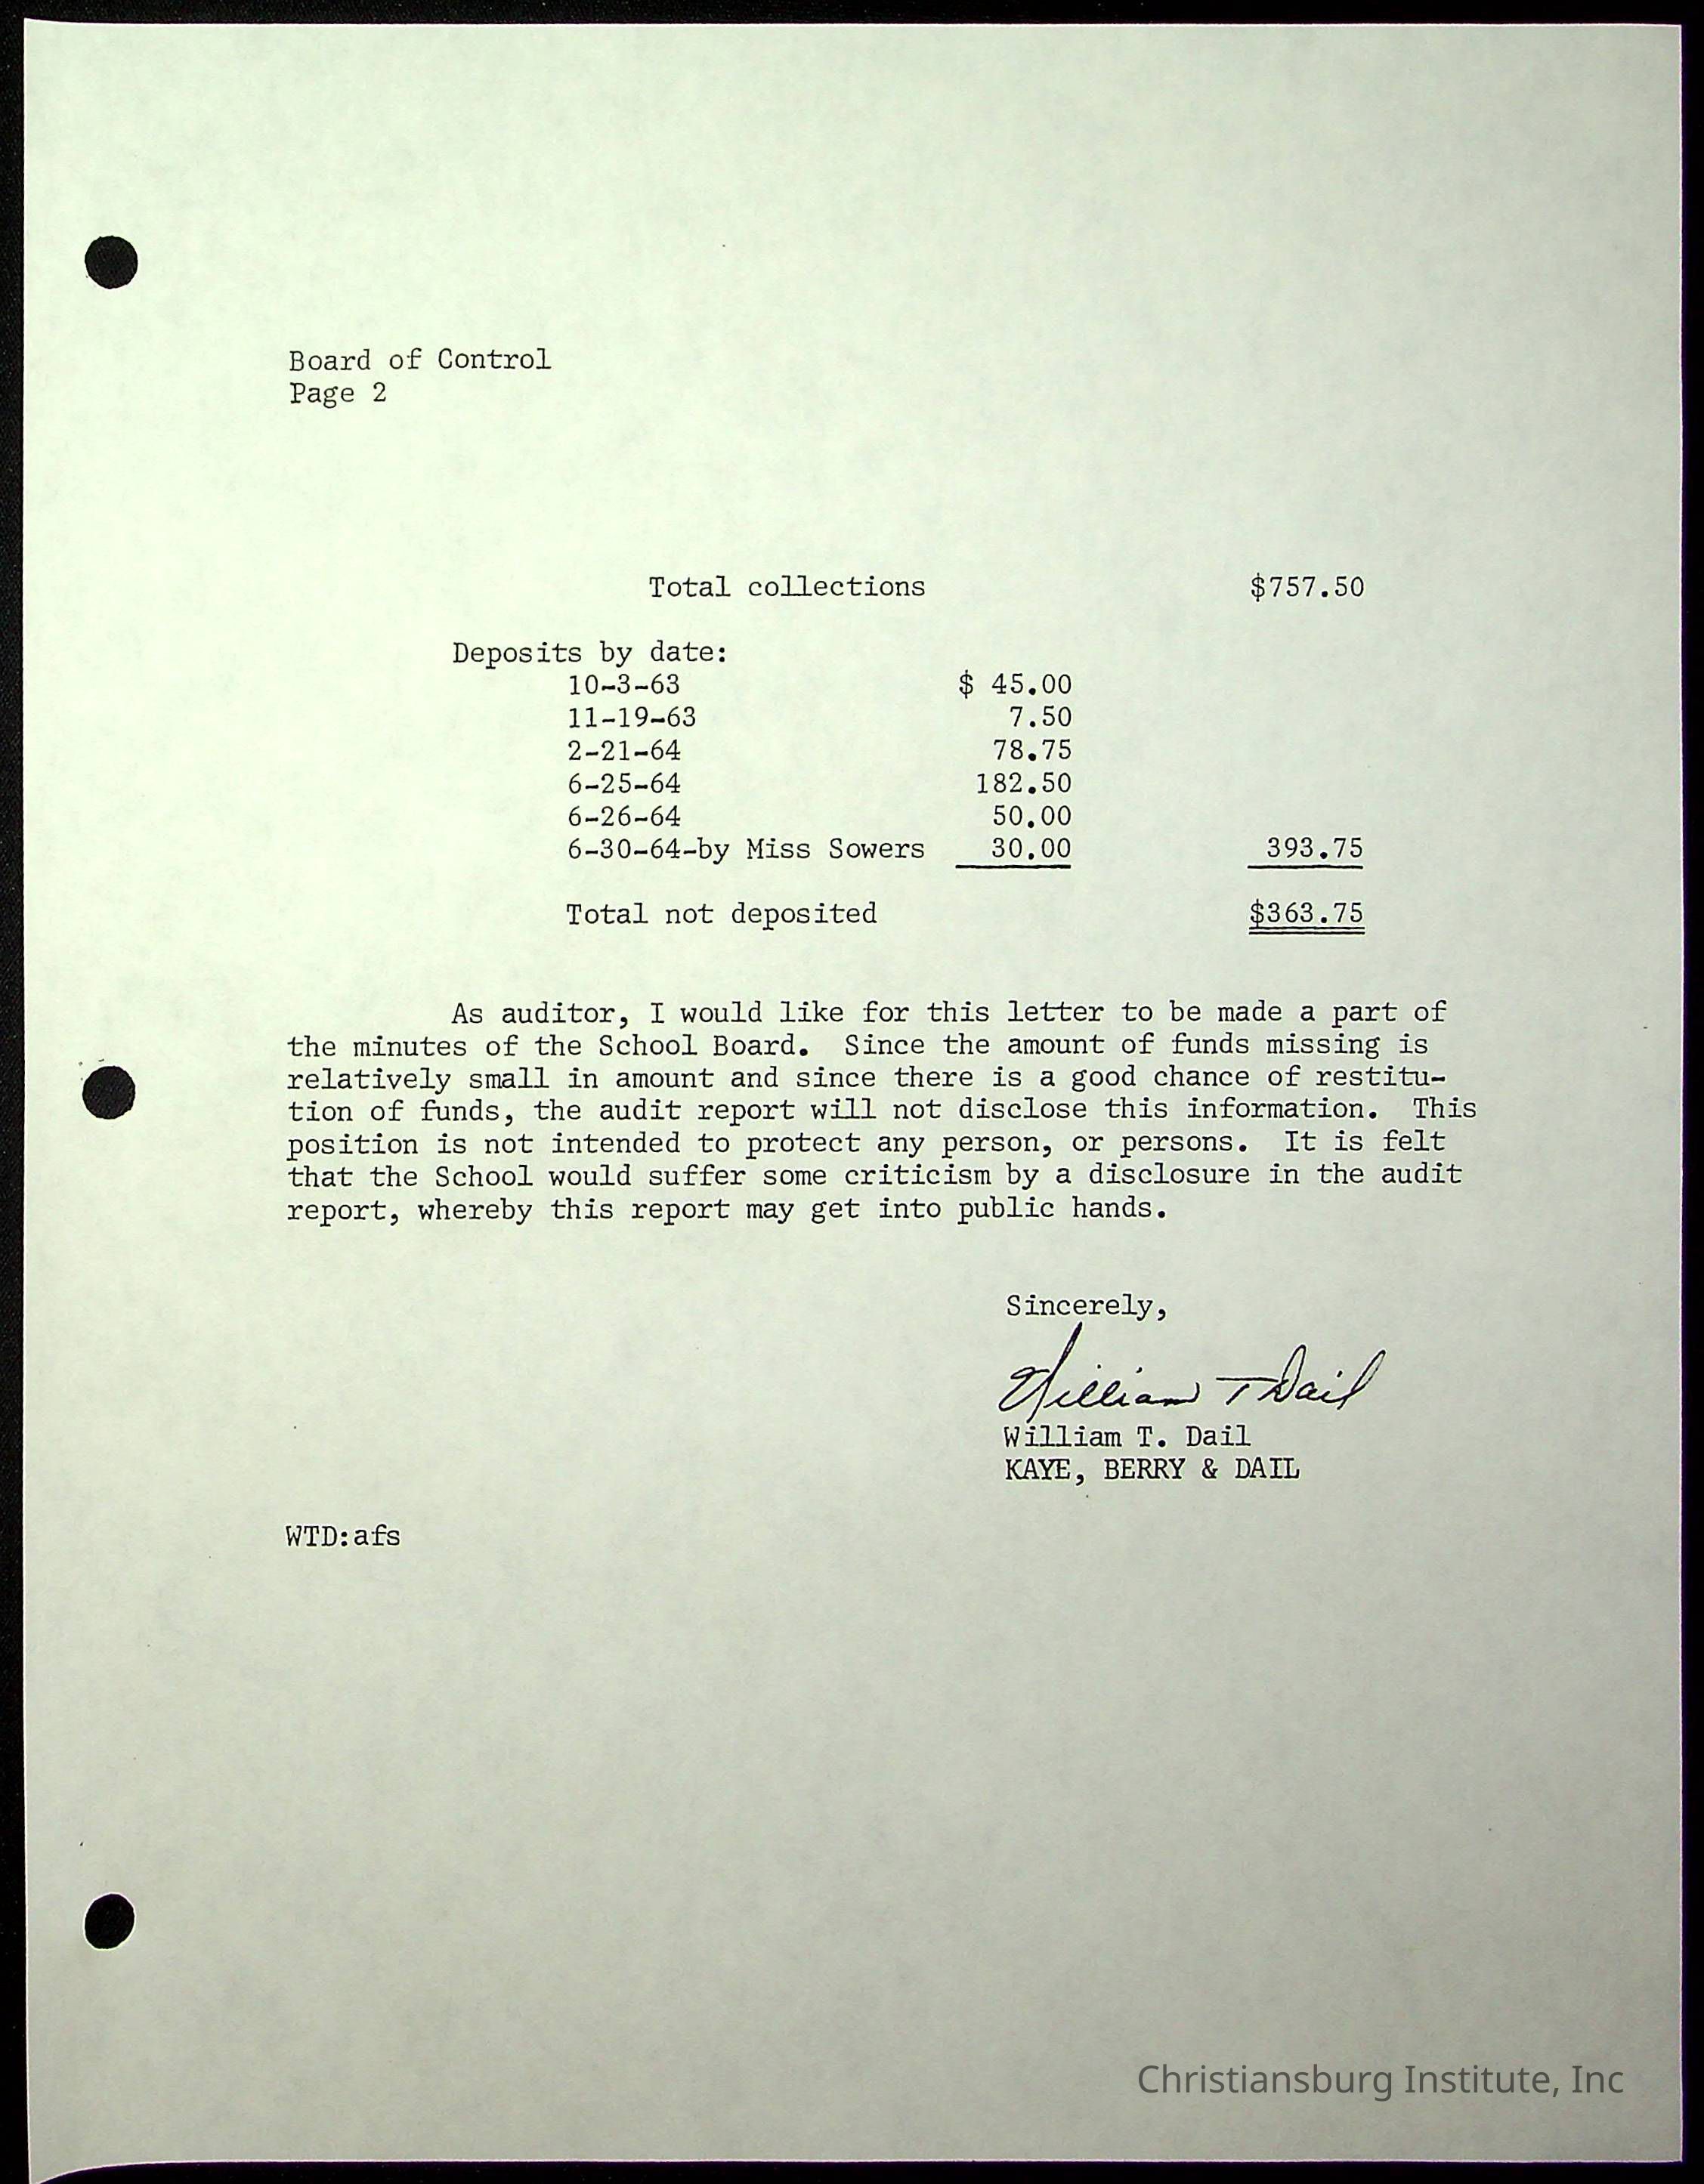 Board of Control
Page 2
Total collections $757.50
Deposits by date:
10-3-63 $ 45.00
11-19-63 7.50
2-21-64 78.75
6-25-64 182.50
6-26-64 50.00
6-30-64-by Miss Sowers 30.00 393.75
Total not deposited $363.75
As auditor, I would like for this letter to be made a part of
the minutes of the School Board. Since the amount of funds missing is
relatively small in amount and since there is a good chance of restitu-
tion of funds, the audit report will not disclose this information. This
position is not intended to protect any person, or persons. It is felt
that the School would suffer some criticism by a disclosure in the audit
report, whereby this report may get into public hands.
Sincerely,
William T Dail
William T. Dail
KAYE, BERRY & DAIL
WTD:afs
Christiansburg Institute, Inc